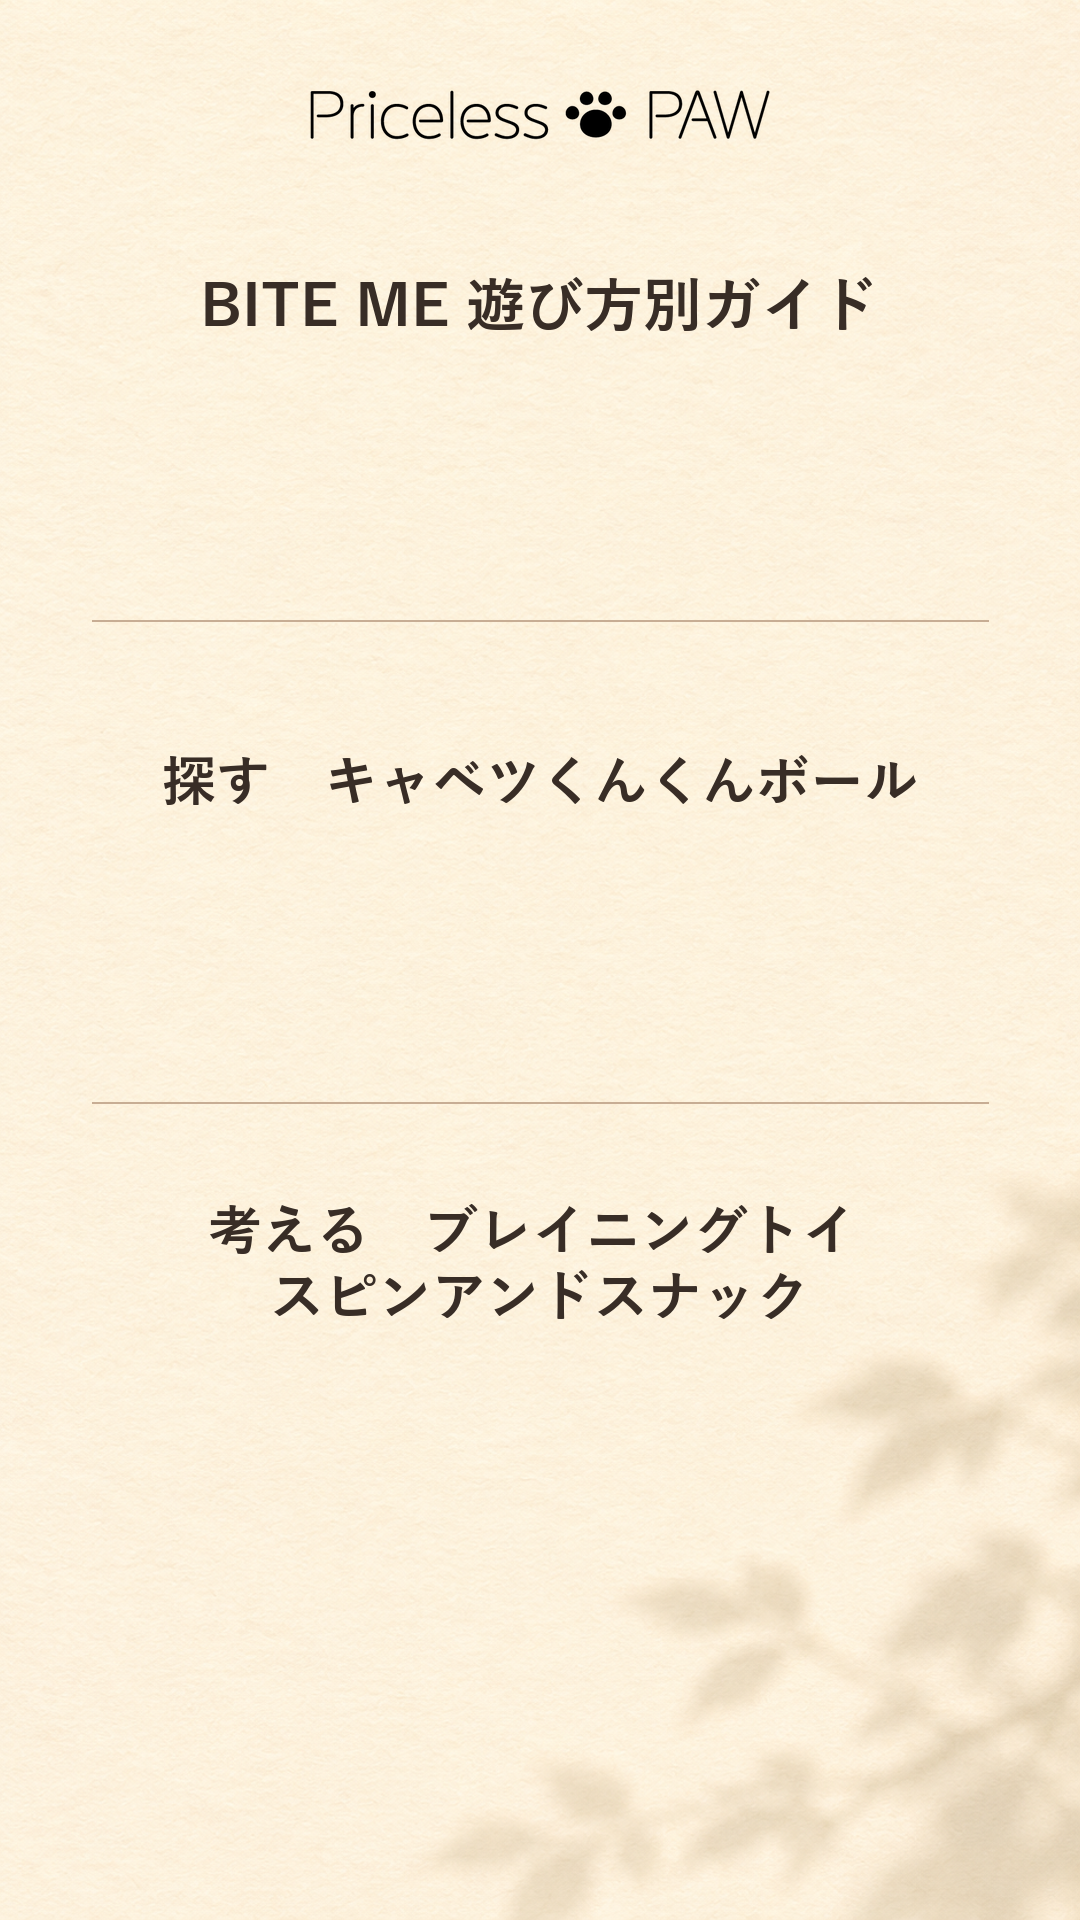 Priceless PAW
BITE ME 遊び方別ガイド
探す　キャベツくんくんボール
考える　ブレイニングトイ
スピンアンドスナック